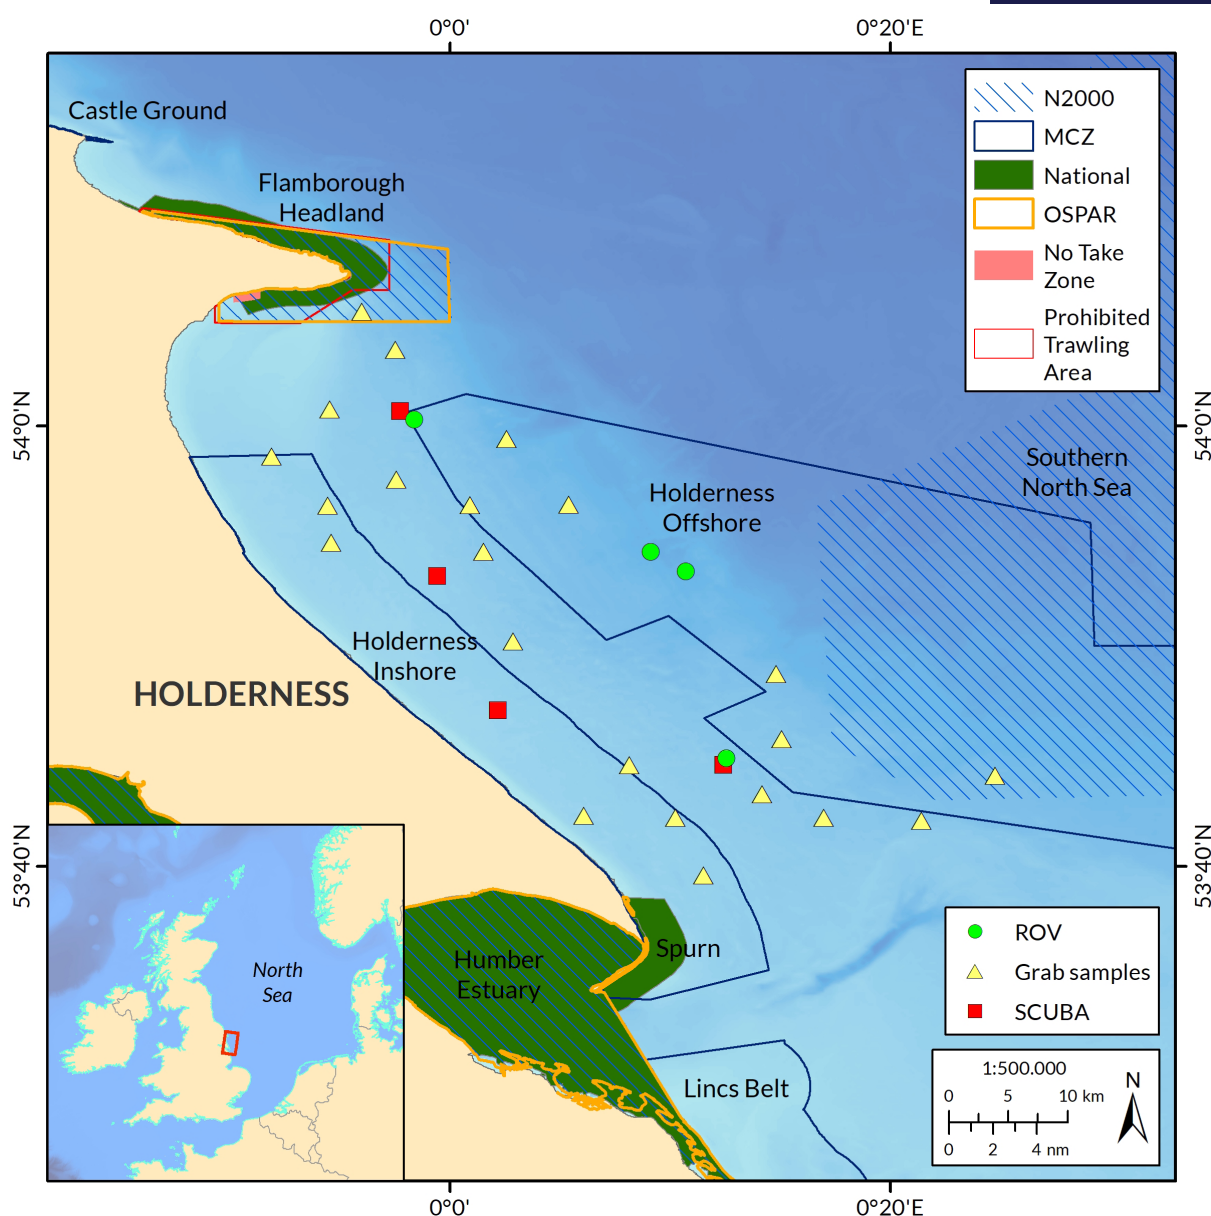 0°0'
0°20'E
Castle Ground
Flamborough
Headland
N2000
MCZ
National
OSPAR
No Take
Zone
Prohibited
Trawling
Area
54°0'N
54°0'N
Southern
North Sea
Holderness
Offshore
Holderness
Inshore
HOLDERNESS
53°40'N
53°40'N
North
Sea
Humber
Estuary
Spurn
Lincs Belt
ROV
Grab samples
SCUBA
1:500.000
0 5 10 km
0 2 4 nm
N
0°0'
0°20'E